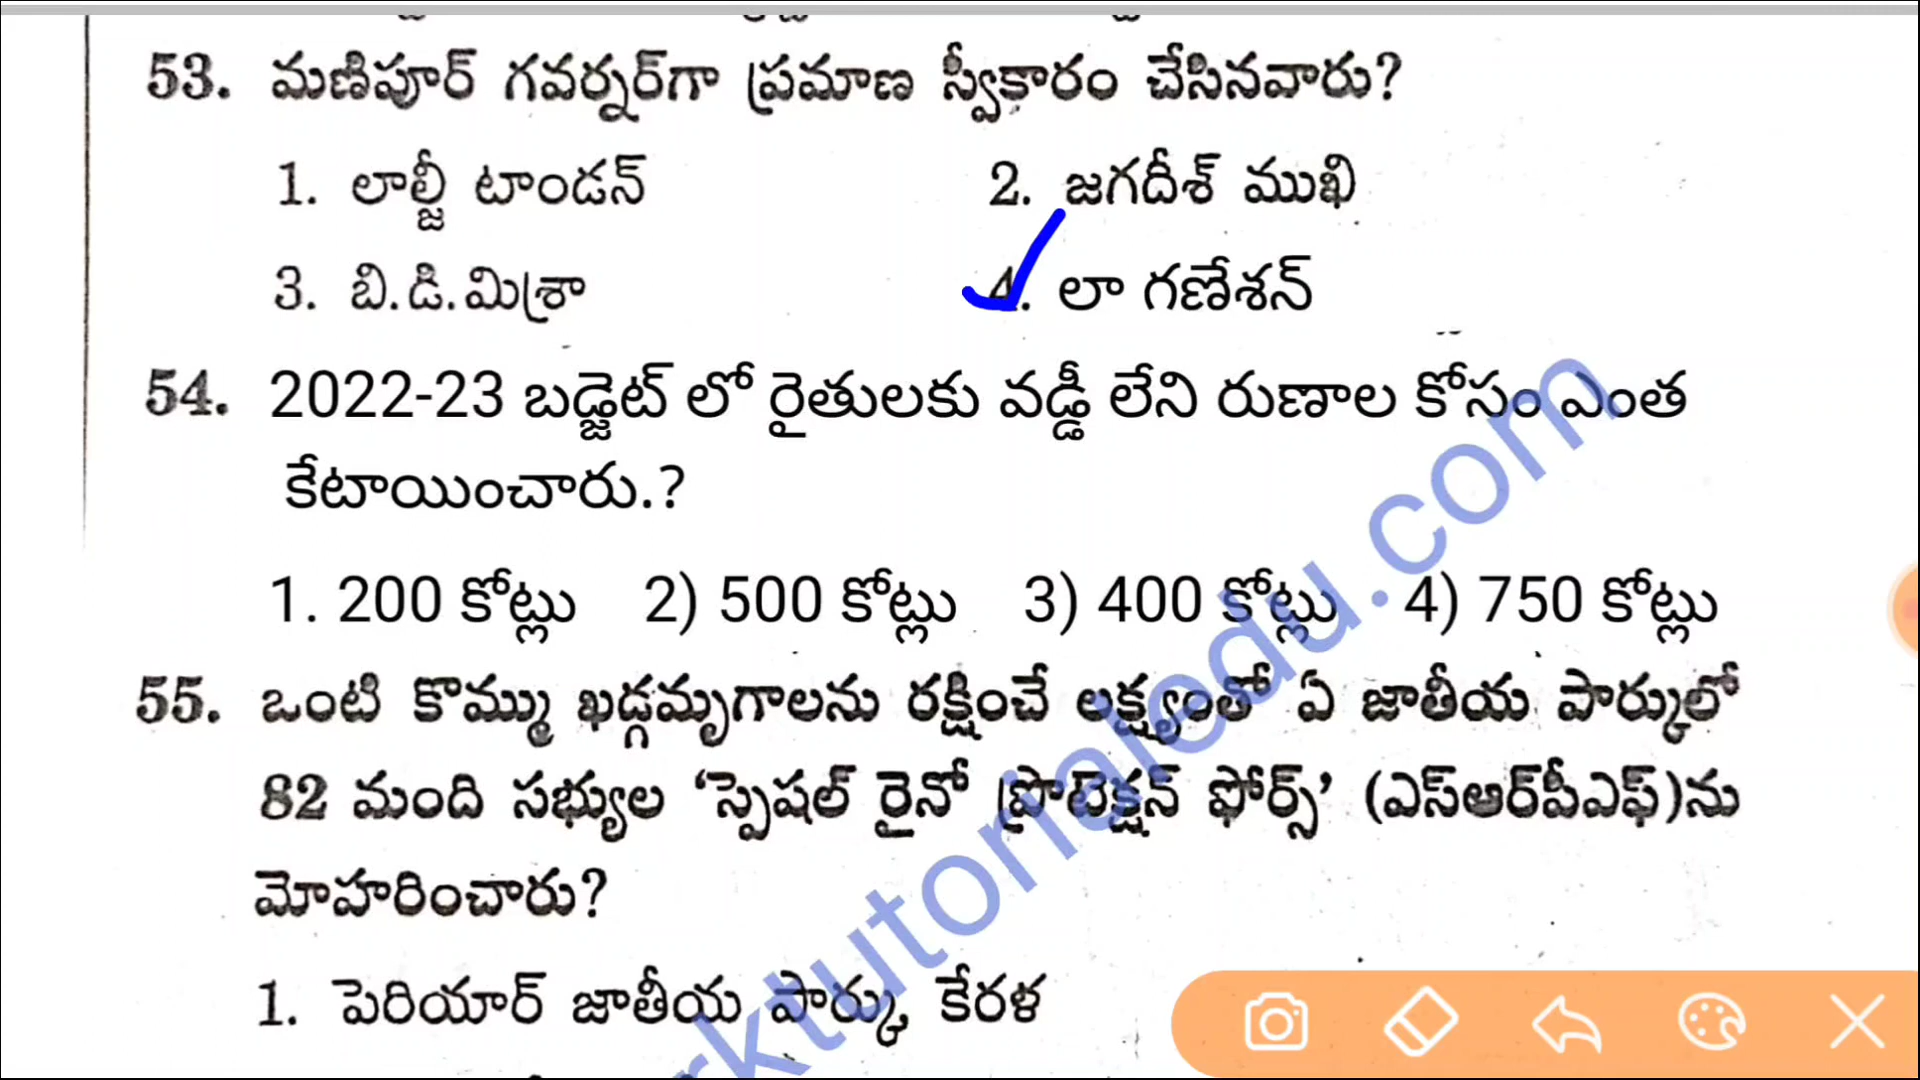 53. మణిపూర్ గవర్నర్‌గా ప్రమాణ స్వీకారం చేసినవారు?
1. లాల్జీ టాండన్ 2. జగదీశ్ ముఖి
3. బి.డి.మిశ్రా 4. లా గణేశన్
54. 2022-23 బడ్జెట్ లో రైతులకు వడ్డీ లేని రుణాల కోసం ఎంత
కేటాయించారు.?
1. 200 కోట్లు 2) 500 కోట్లు 3) 400 కోట్లు 4) 750 కోట్లు
55. ఒంటి కొమ్ము ఖడ్గమృగాలను రక్షించే లక్ష్యంతో ఏ జాతీయ పార్కులో
82 మంది సభ్యుల ‘స్పెషల్ రైనో ప్రొటెక్షన్ ఫోర్స్’ (ఎస్ఆర్‌పీఎఫ్)ను
మోహరించారు?
1. పెరియార్ జాతీయ పార్కు కేరళ
rktutorialedu.com